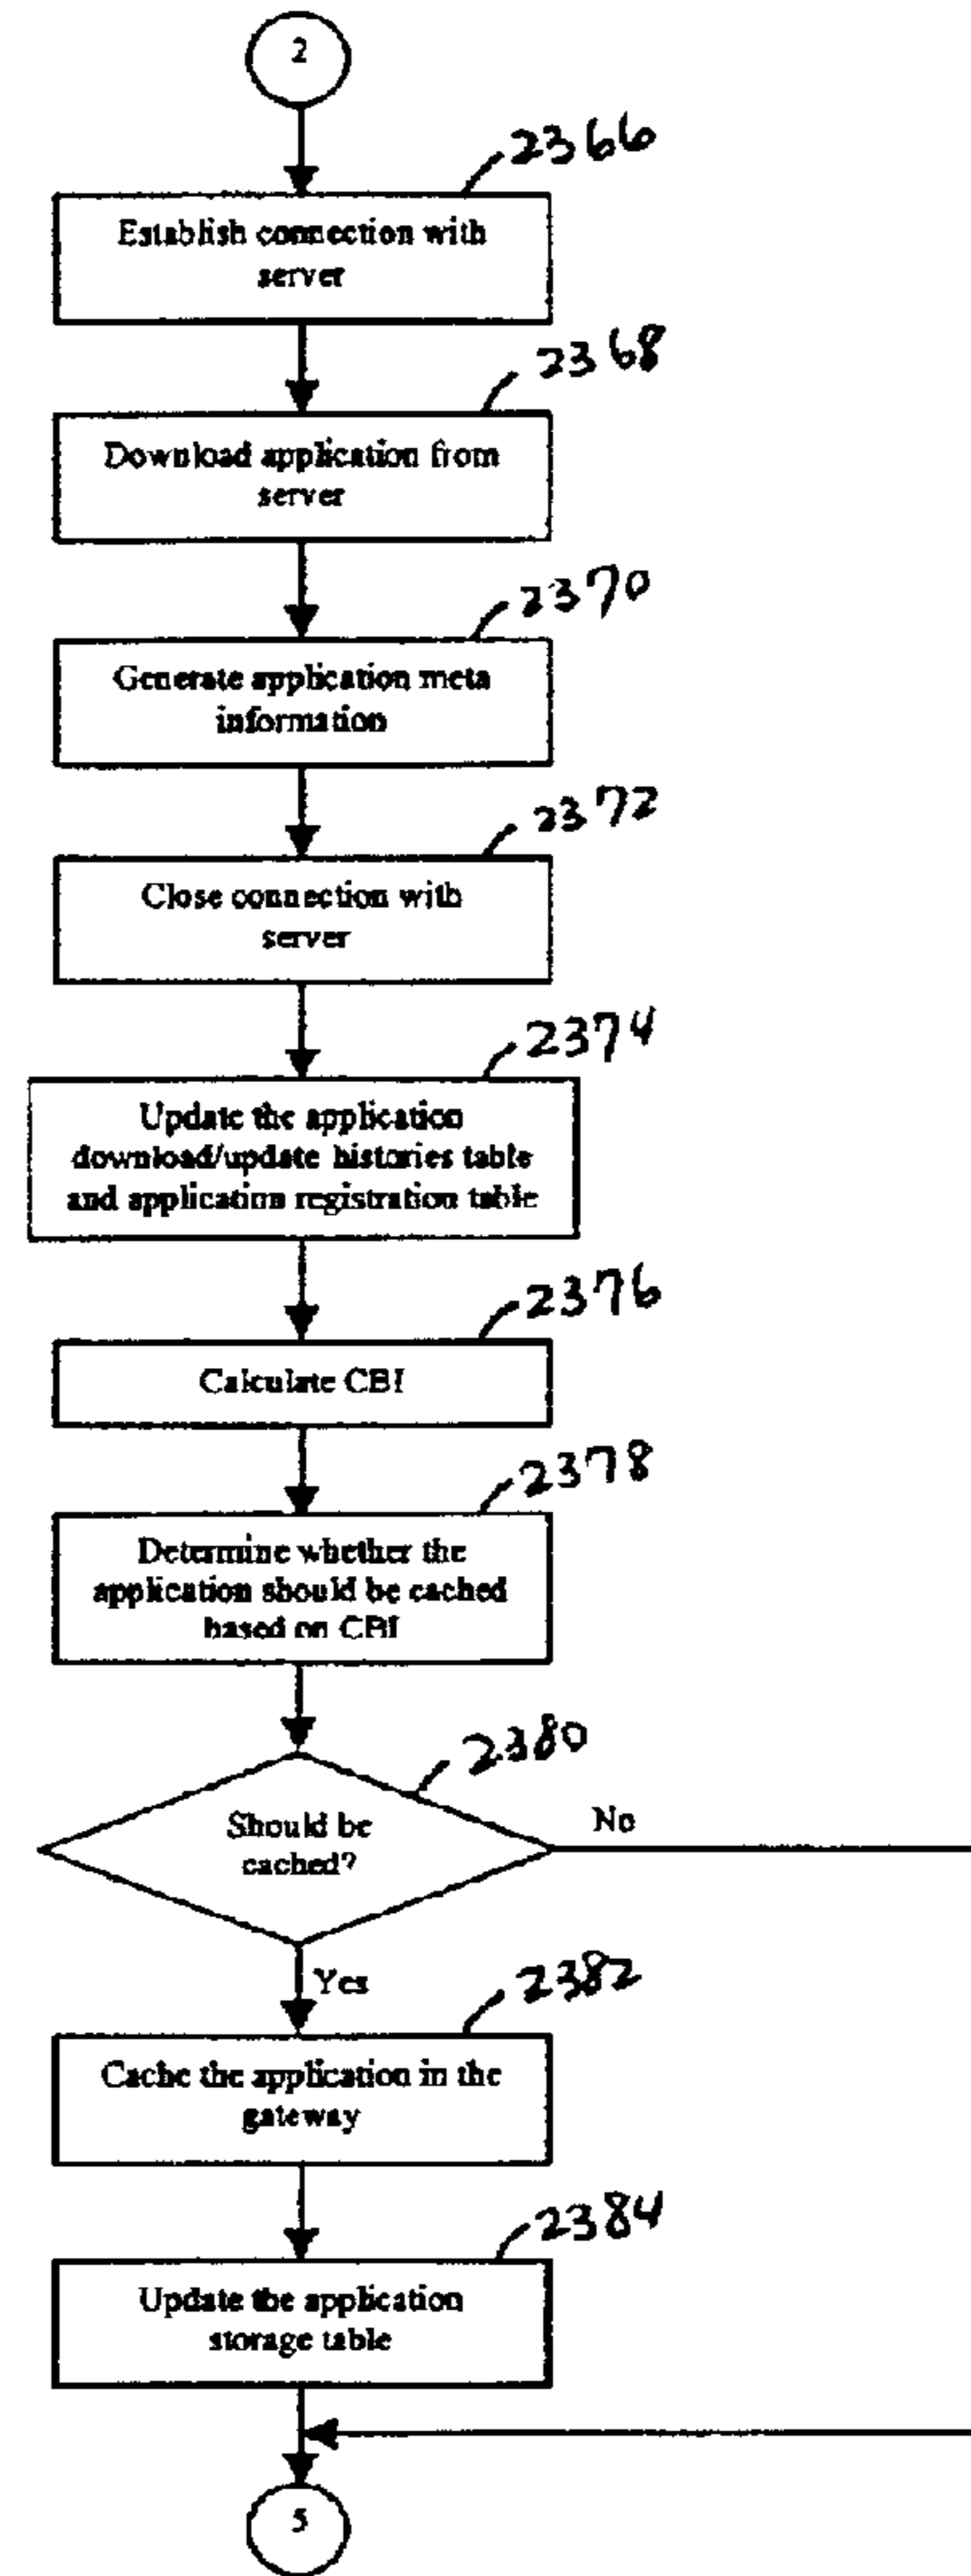 2
2366
Establish connection with
server
2368
Download application from
server
2370
Generate application meta
information
2372
Close connection with
server
2374
Update the application
download/update histories table
and application registration table
2376
Calculate CBI
2378
Determine whether the
application should be cached
based on CBI
2380
Should be
cached?
No
Yes
2382
Cache the application in the
gateway
2384
Update the application
storage table
5